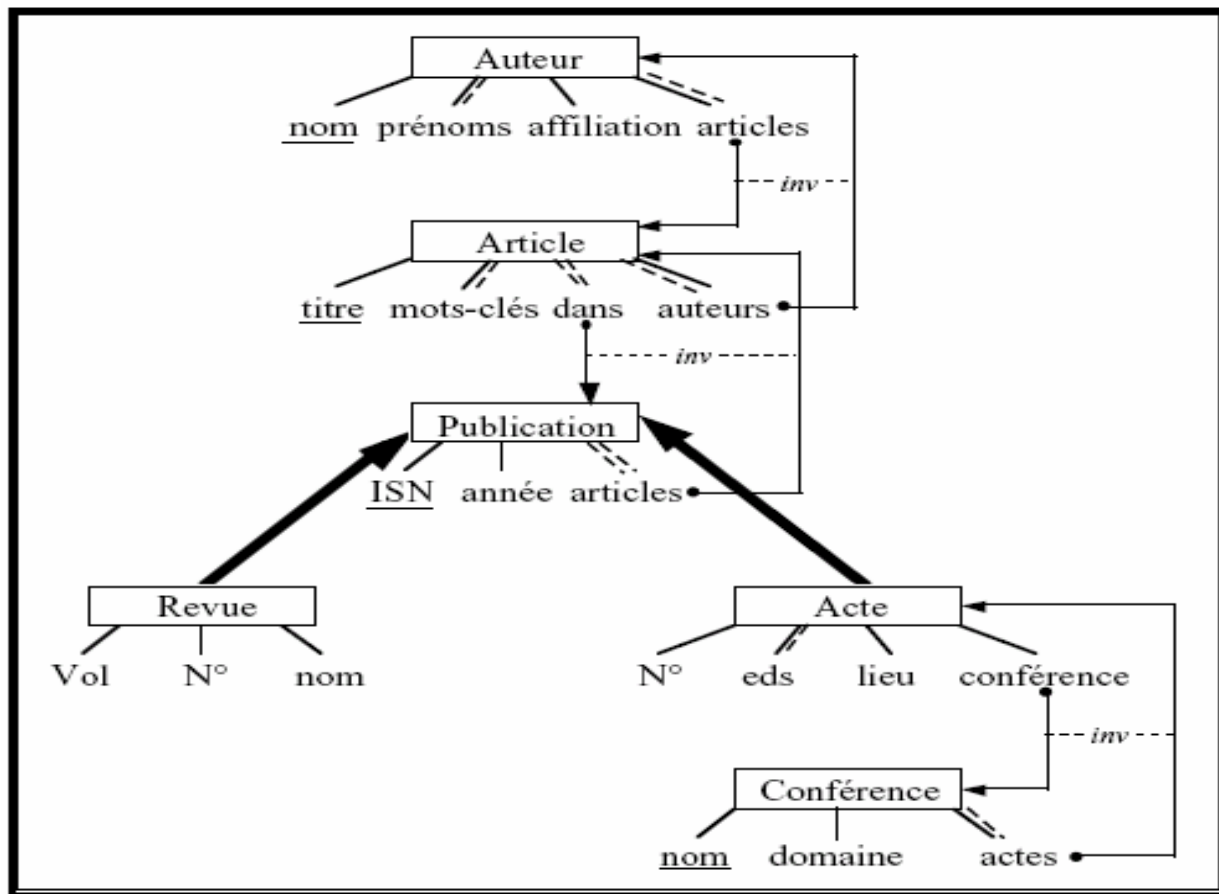 Auteur
nom prénoms affiliation articles
inv
Article
titre mots-clés dans auteurs
inv
Publication
ISN année articles
Revue
Acte
Vol N° nom
N° eds lieu conférence
inv
Conférence
nom domaine actes